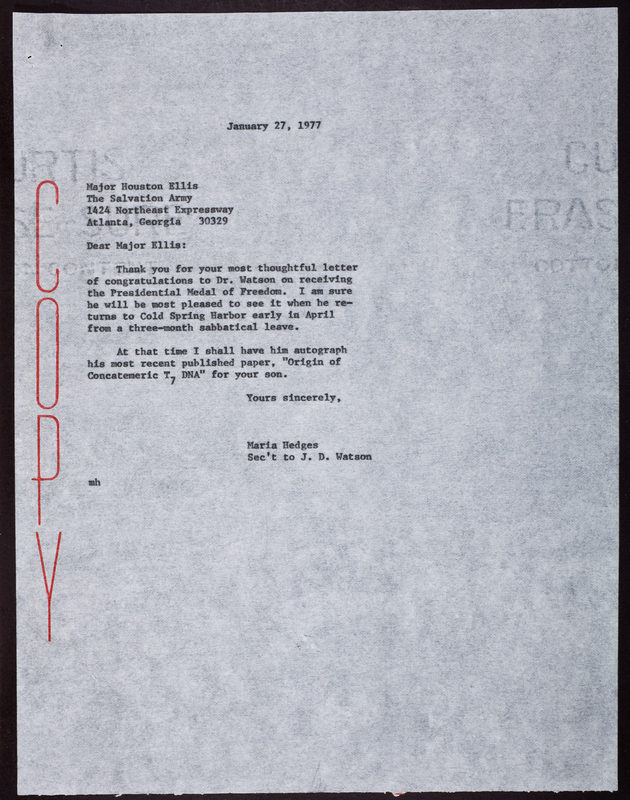 January 27, 1977
Major Houston Ellis
The Salvation Army
1424 Northeast Expressway
Atlanta, Georgia 30329
Dear Major Ellis:
Thank you for your most thoughtful letter
of congratulations to Dr. Watson on receiving
the Presidential Medal of Freedom. I am sure
he will be most pleased to see it when he re-
turns to Cold Spring Harbor early in April
from a three-month sabbatical leave.
At that time I shall have him autograph
his most recent published paper, "Origin of
Concatemeric T7 DNA" for your son.
Yours sincerely,
Maria Hedges
Sec't to J. D. Watson
mh
COPY